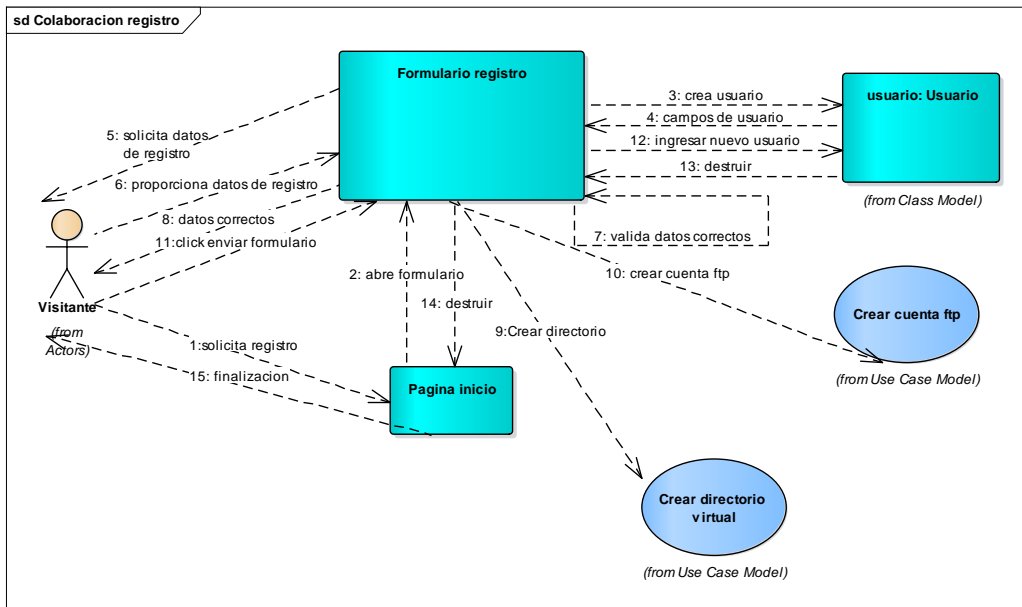 sd Colaboracion registro
Formulario registro
usuario: Usuario
(from Class Model)
3: crea usuario
4: campos de usuario
12: ingresar nuevo usuario
13: destruir
5: solicita datos
de registro
6: proporciona datos de registro
8: datos correctos
11:click enviar formulario
7: valida datos correctos
Visitante
(from
Actors)
2: abre formulario
14: destruir
10: crear cuenta ftp
9:Crear directorio
1:solicita registro
15: finalizacion
Pagina inicio
Crear cuenta ftp
(from Use Case Model)
Crear directorio
virtual
(from Use Case Model)